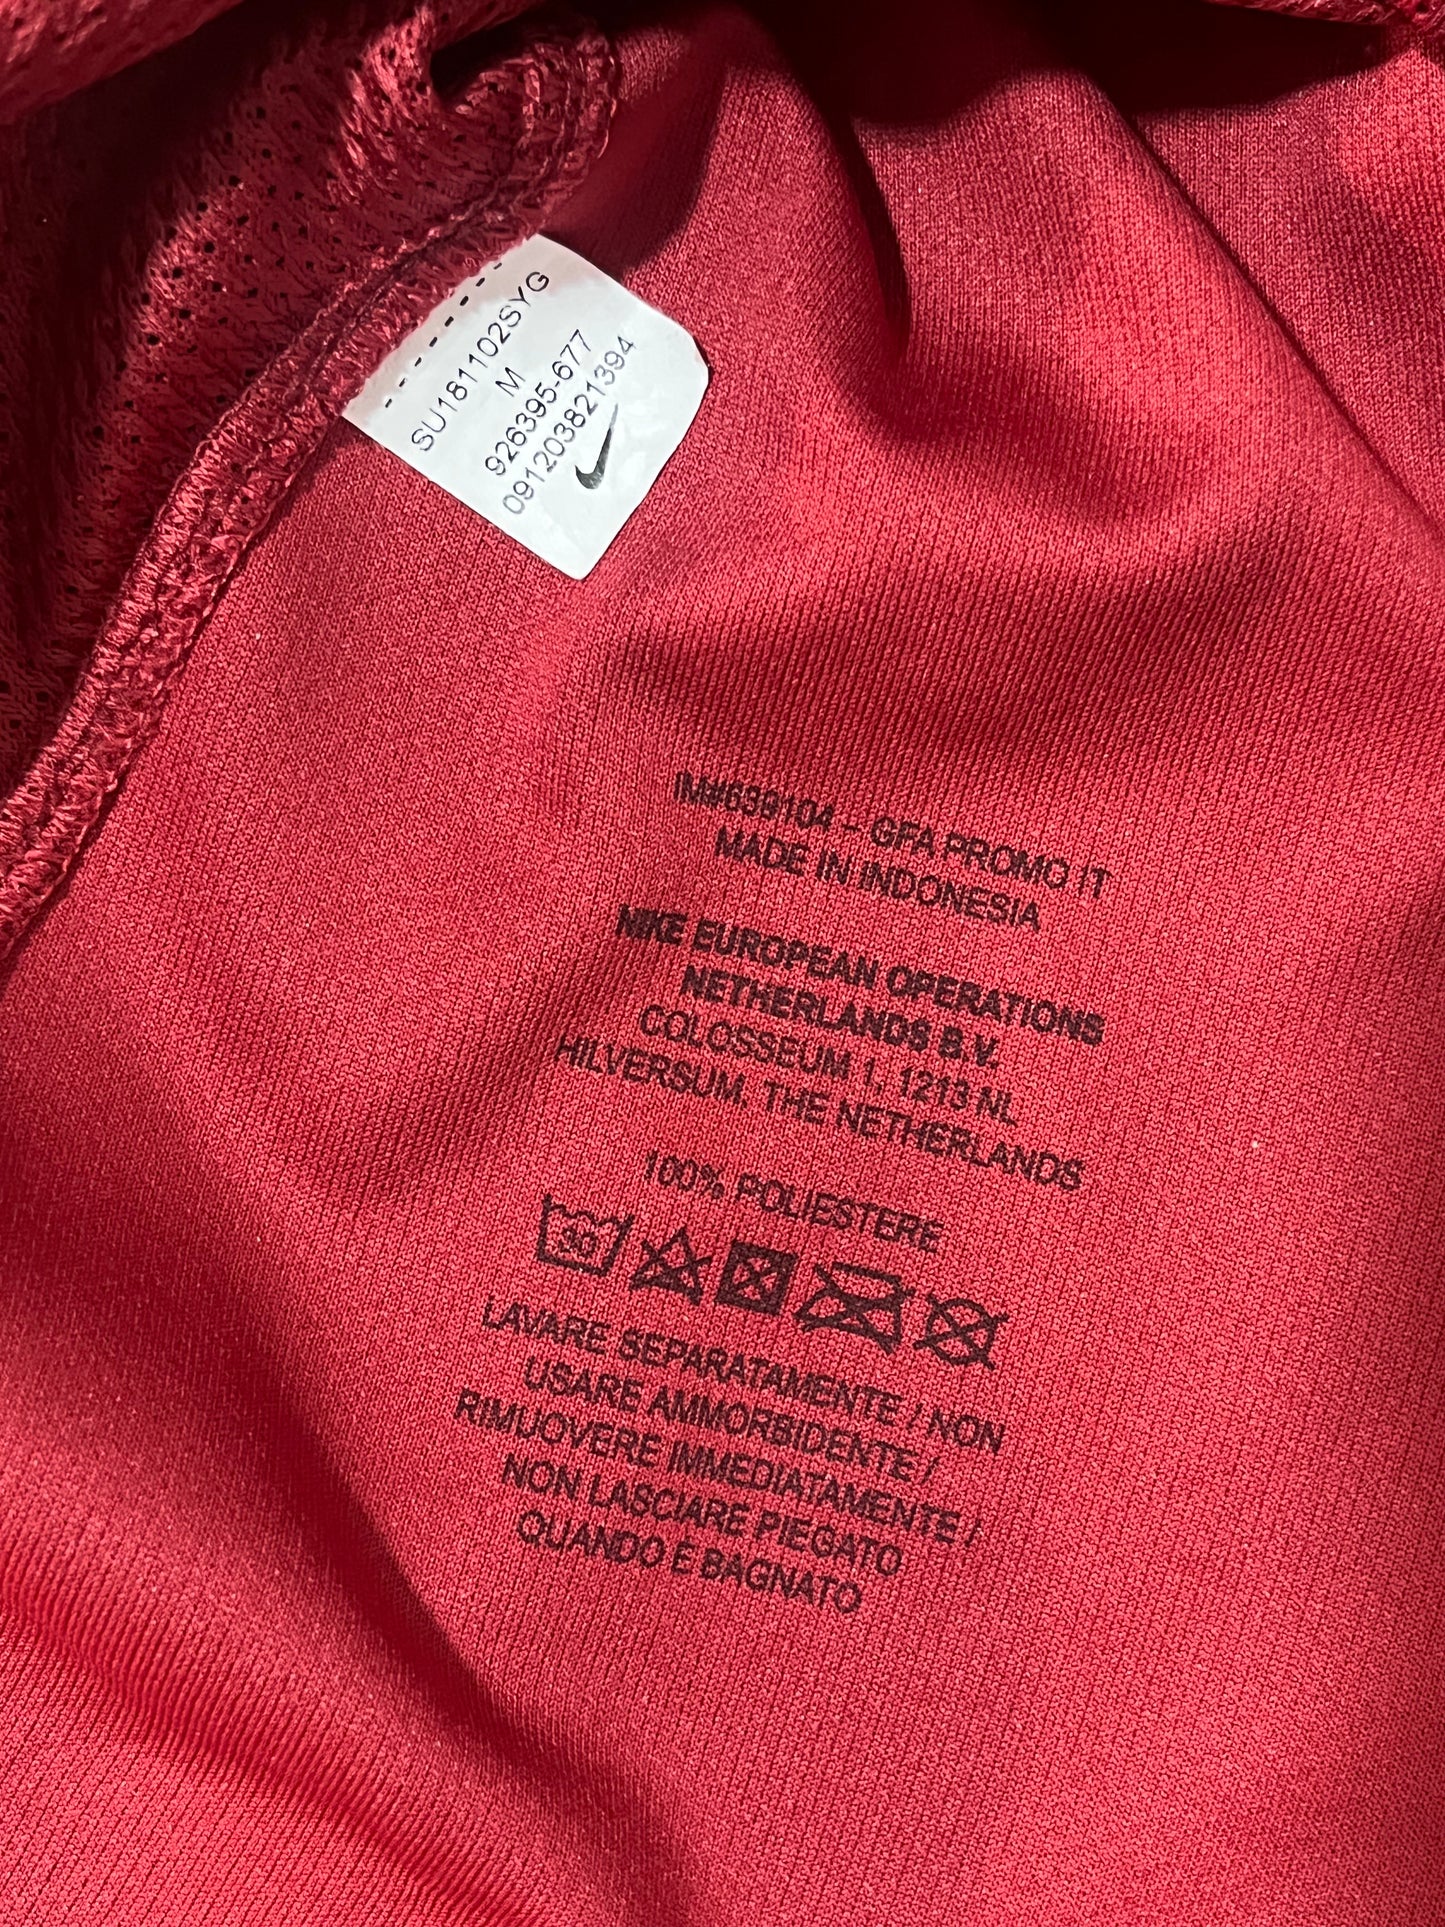 SU181102SYG
M
926395-677
091203821394
IM#639104 - GFA PROMO IT
MADE IN INDONESIA
NIKE EUROPEAN OPERATIONS
NETHERLANDS B.V.
COLOSSEUM 1, 1213 NL
HILVERSUM, THE NETHERLANDS
100% POLIESTERE
30
LAVARE SEPARATAMENTE / NON
USARE AMMORBIDENTE /
RIMUOVERE IMMEDIATAMENTE /
NON LASCIARE PIEGATO
QUANDO E BAGNATO